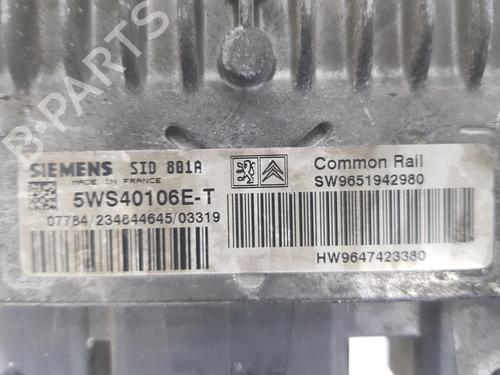 B-PARTS
SIEMENS SID 801A
MADE IN FRANCE
5WS40106E-T
07784/234844645/03319
Common Rail
SW9651942980
HW9647423380